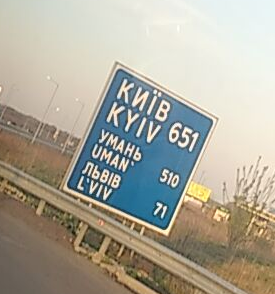 КИЇВ
KYIV 651
УМАНЬ
UMAN' 510
ЛЬВІВ
L'VIV 71